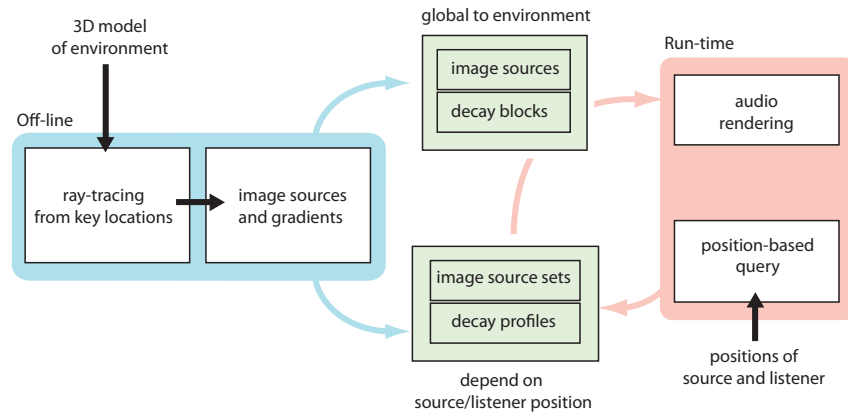 3D model
of environment
Off-line
ray-tracing
from key locations
image sources
and gradients
global to environment
image sources
decay blocks
image source sets
decay profiles
depend on
source/listener position
Run-time
audio
rendering
position-based
query
positions of
source and listener